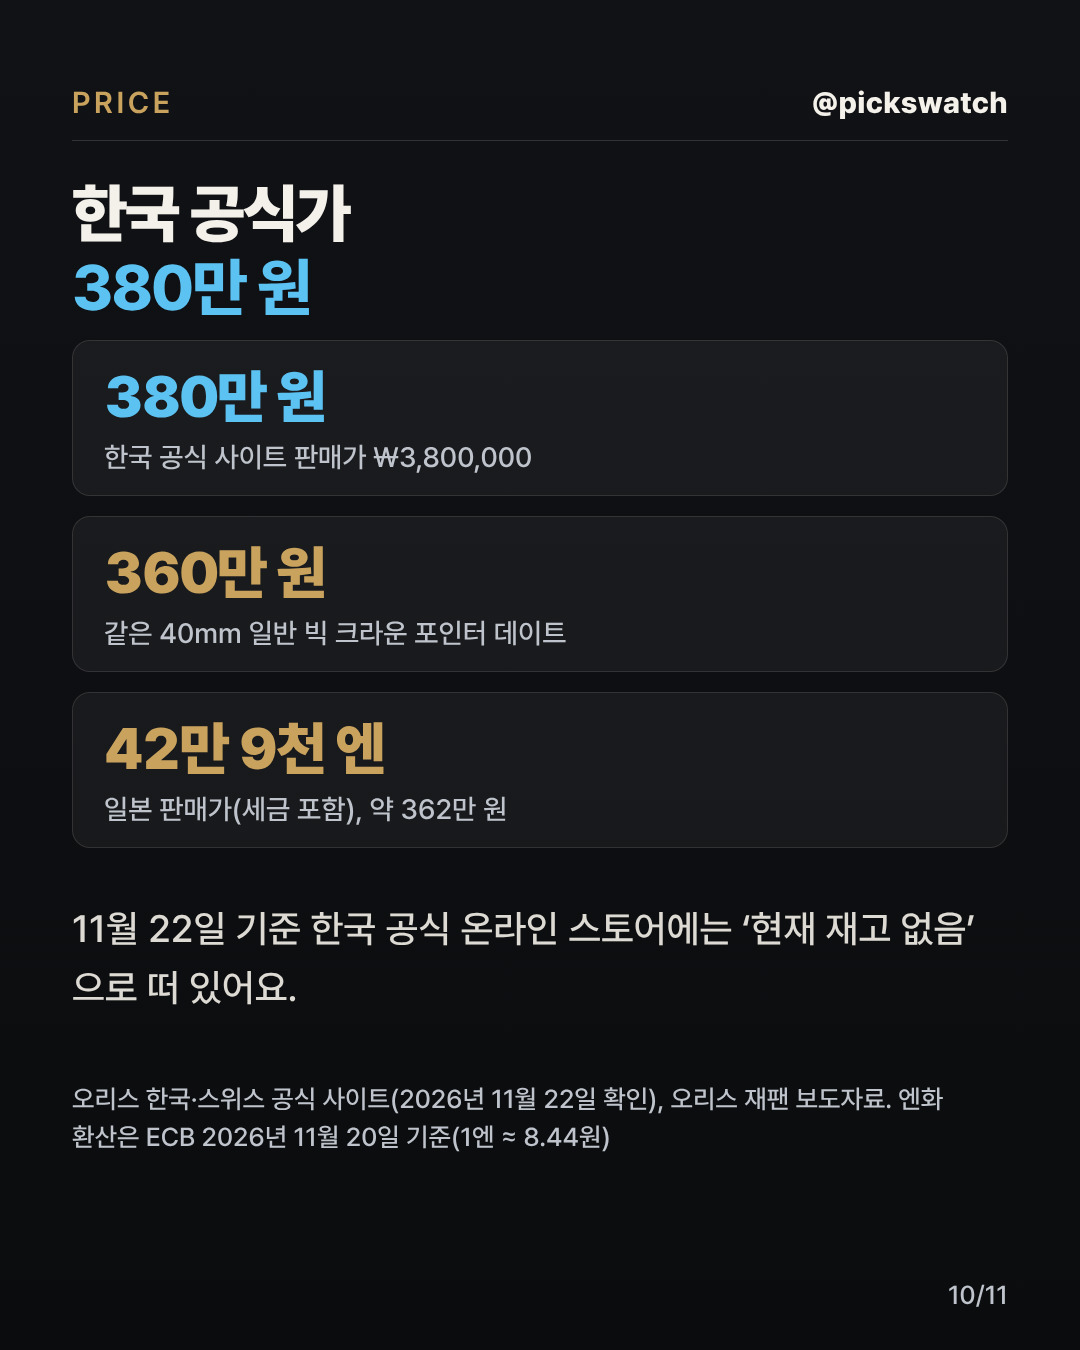 PRICE
@pickswatch
한국 공식가
380만 원
380만 원
한국 공식 사이트 판매가 ₩3,800,000
360만 원
같은 40mm 일반 빅 크라운 포인터 데이트
42만 9천 엔
일본 판매가(세금 포함), 약 362만 원
11월 22일 기준 한국 공식 온라인 스토어에는 ‘현재 재고 없음’
으로 떠 있어요.
오리스 한국·스위스 공식 사이트(2026년 11월 22일 확인), 오리스 재팬 보도자료. 엔화
환산은 ECB 2026년 11월 20일 기준(1엔 ≈ 8.44원)
10/11